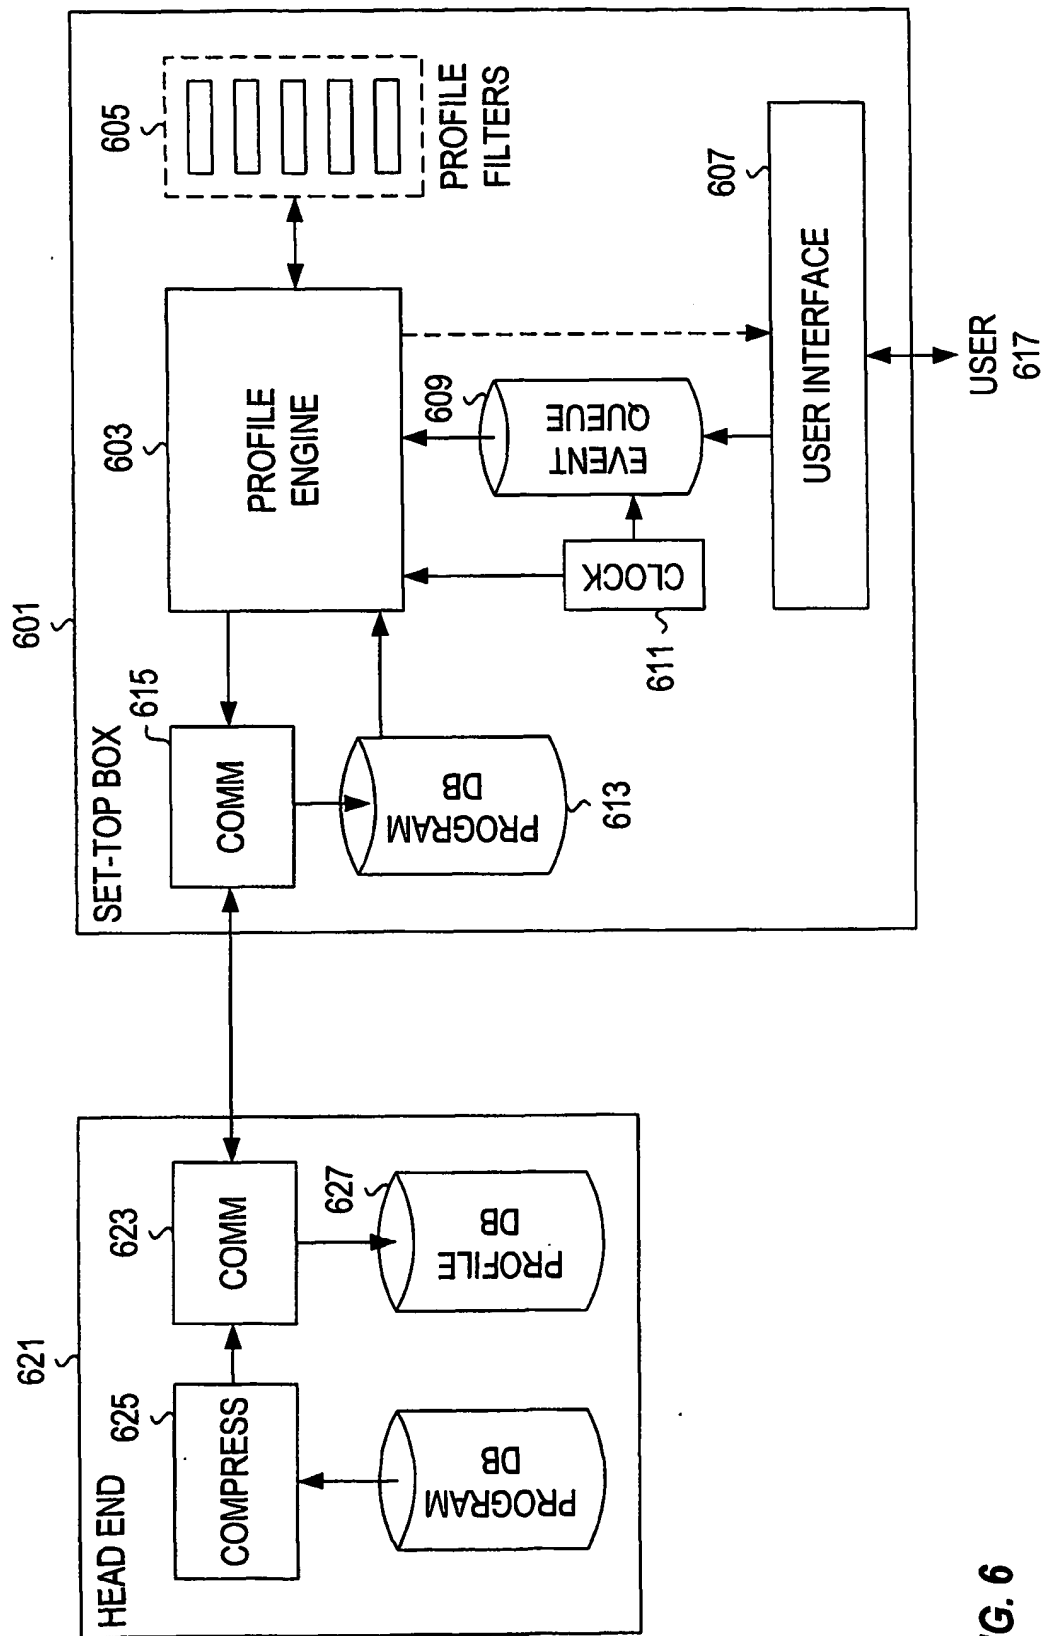 HEAD END
621
625
COMPRESS
623
COMM
PROGRAM
DB
627
PROFILE
DB
SET-TOP BOX
601
615
COMM
PROGRAM
DB
613
603
PROFILE
ENGINE
605
PROFILE
FILTERS
609
EVENT
QUEUE
CLOCK
611
607
USER INTERFACE
USER
617
IG. 6